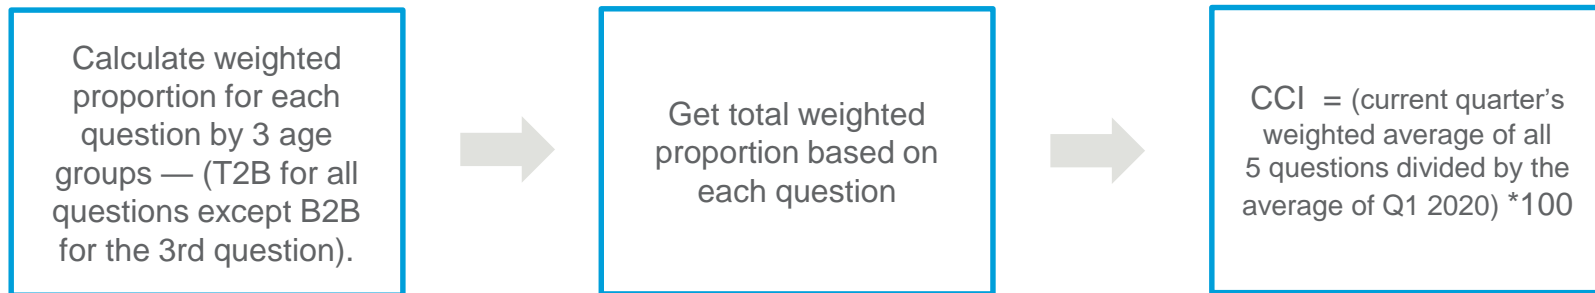 Calculate weighted
proportion for each
question by 3 age
groups — (T2B for all
questions except B2B
for the 3rd question).
Get total weighted
proportion based on
each question
CCI = (current quarter's
weighted average of all
5 questions divided by the
average of Q1 2020) *100